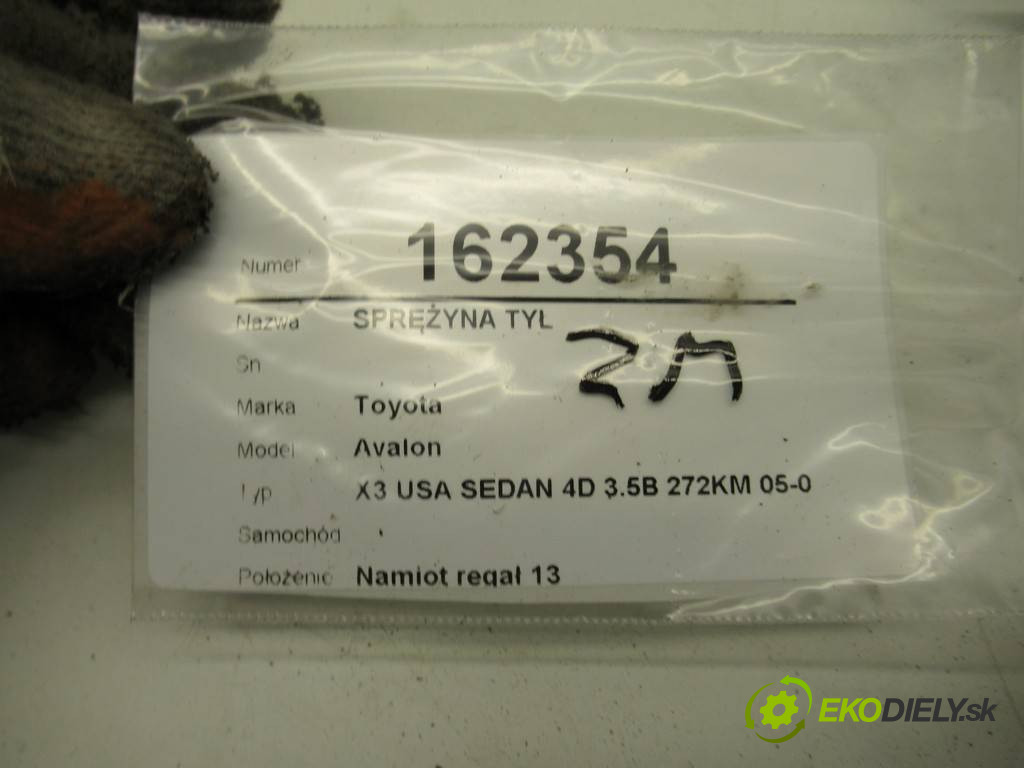 Numer 162354
Nazwa SPRĘŻYNA TYŁ
Sn
Marka Toyota
Model Avalon
Typ X3 USA SEDAN 4D 3.5B 272KM 05-0
Samochód
Położenie Namiot regał 13
EKODIELY.sk